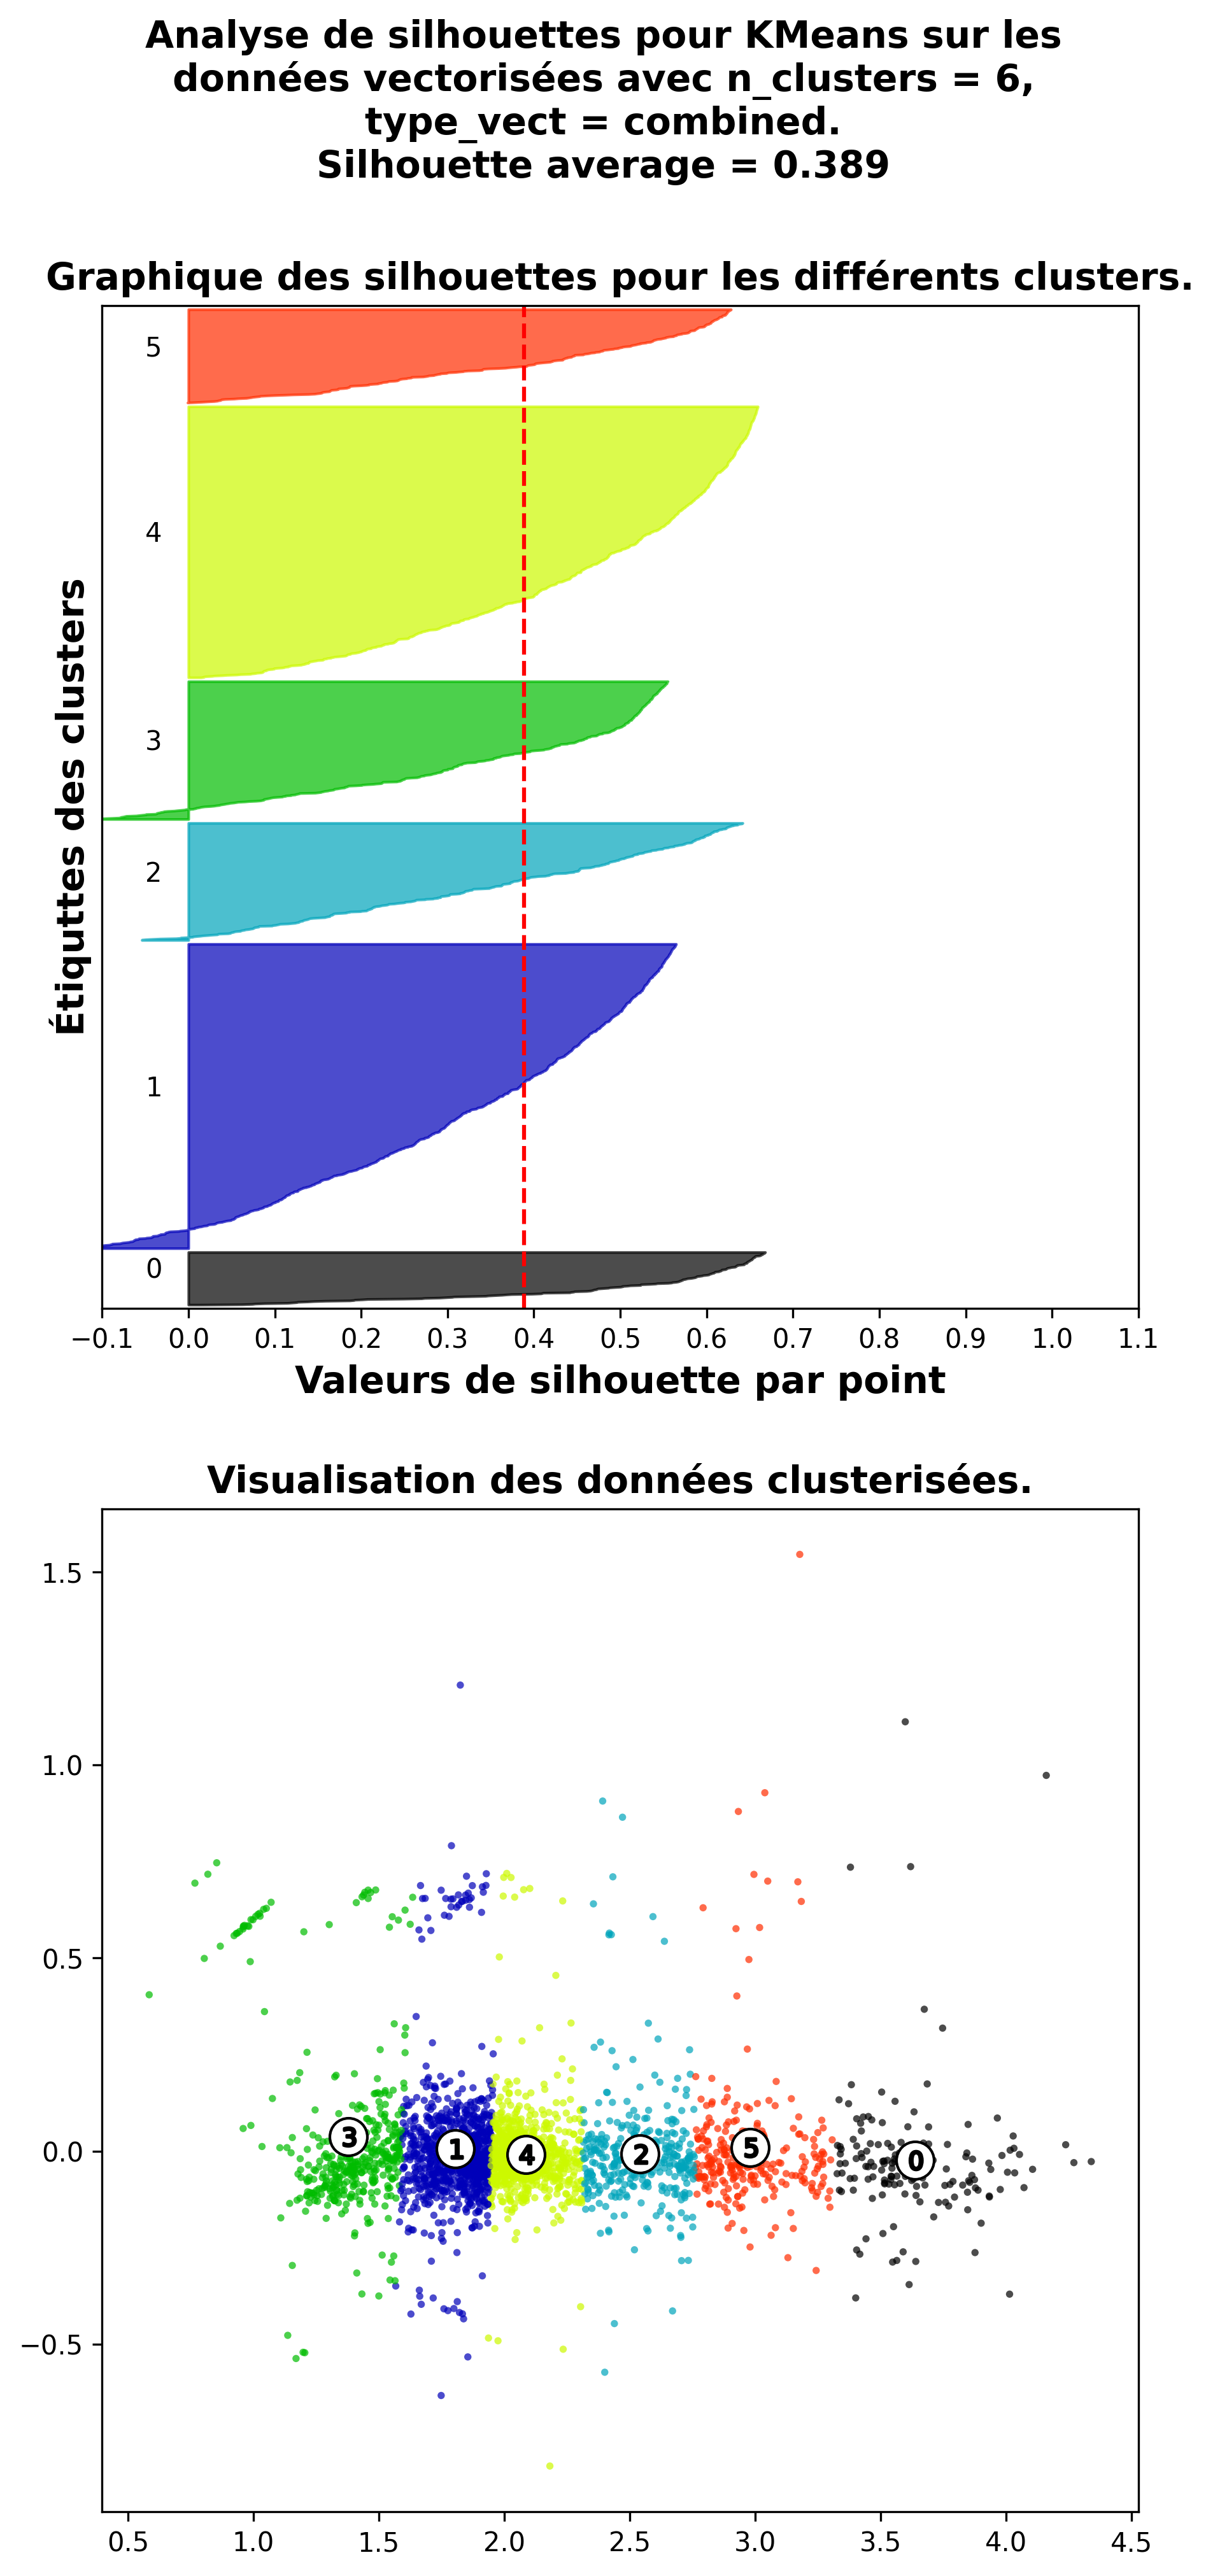 Analyse de silhouettes pour KMeans sur les
données vectorisées avec n_clusters = 6,
type_vect = combined.
Silhouette average = 0.389
Graphique des silhouettes pour les différents clusters.
5
4
3
2
1
0
Étiquttes des clusters
−0.1 0.0 0.1 0.2 0.3 0.4 0.5 0.6 0.7 0.8 0.9 1.0 1.1
Valeurs de silhouette par point
Visualisation des données clusterisées.
1.5
1.0
0.5
0.0
−0.5
3 1 4 2 5 0
0.5 1.0 1.5 2.0 2.5 3.0 3.5 4.0 4.5